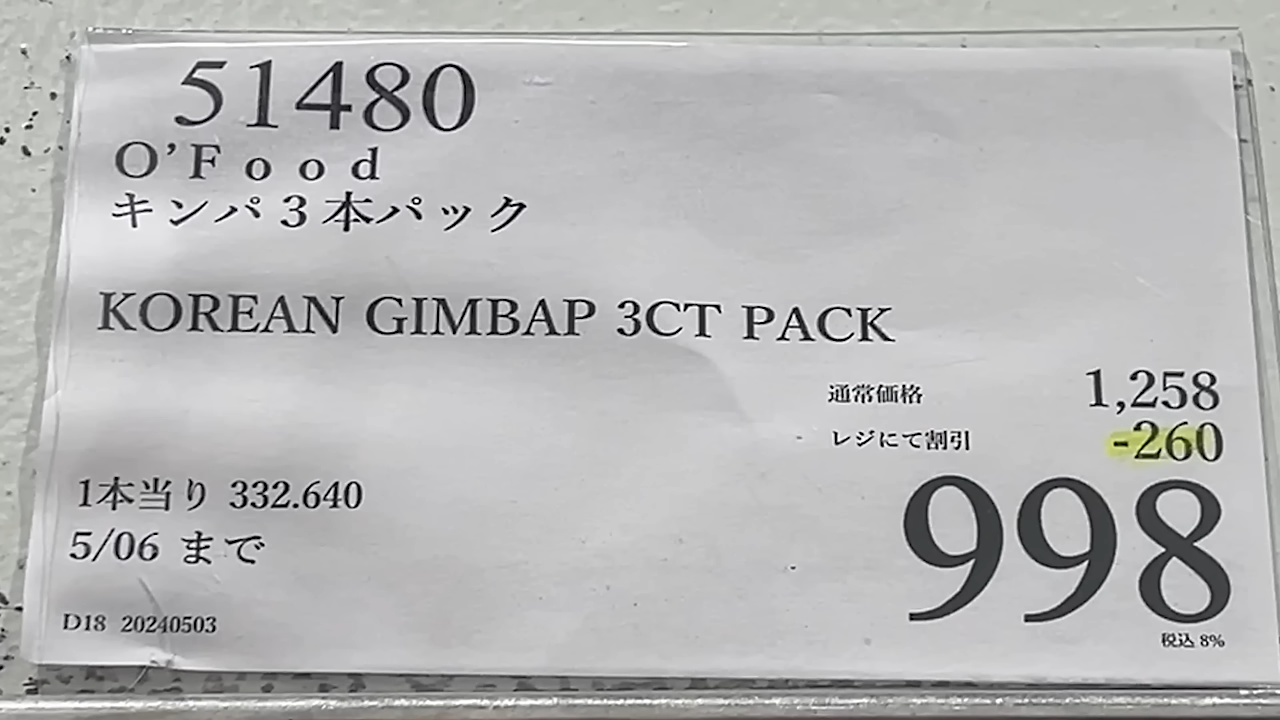 51480
O'Food
キンパ3本パック
KOREAN GIMBAP 3CT PACK
通常価格 1,258
レジにて割引 -260
998
1本当り 332.640
5/06 まで
税込 8%
D18 20240503